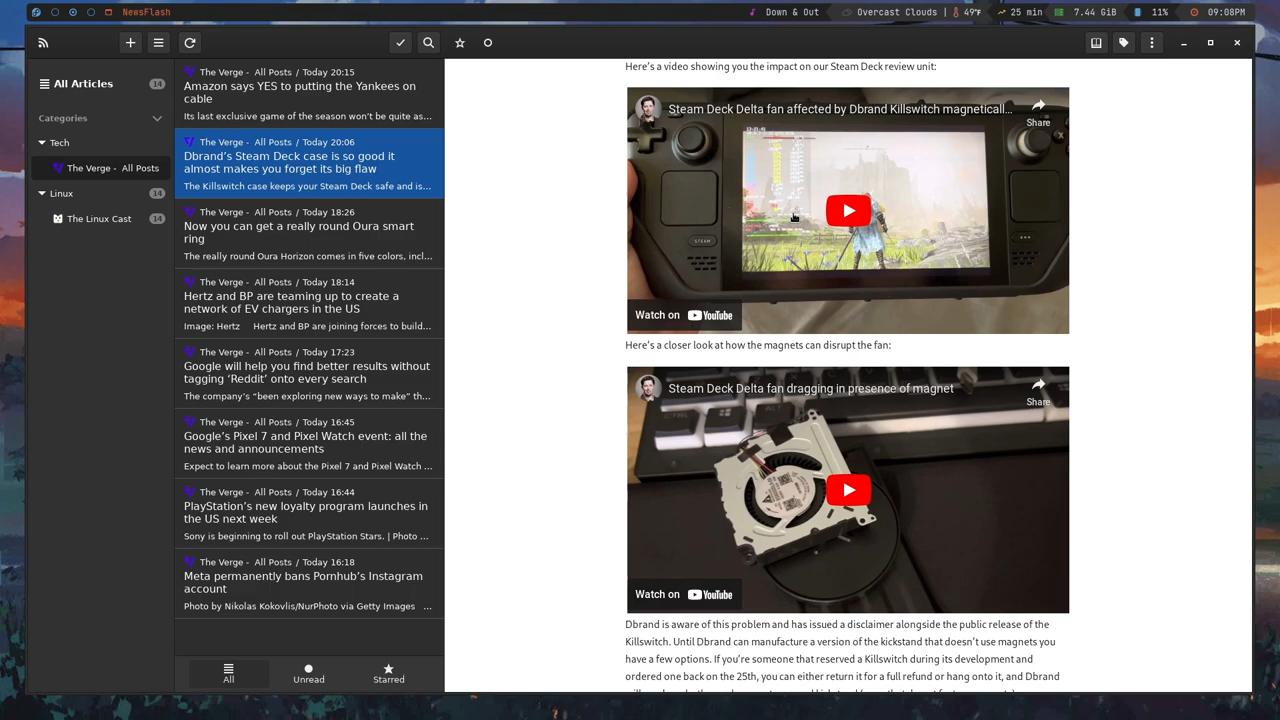 NewsFlash
Down & Out
Overcast Clouds | 49°F
25 min
7.44 GiB
11%
09:08PM
All Articles 14
Categories
Tech
The Verge - All Posts
Linux 14
The Linux Cast 14
The Verge - All Posts / Today 20:15
Amazon says YES to putting the Yankees on
cable
Its last exclusive game of the season won’t be quite as…
The Verge - All Posts / Today 20:06
Dbrand’s Steam Deck case is so good it
almost makes you forget its big flaw
The Killswitch case keeps your Steam Deck safe and is…
The Verge - All Posts / Today 18:26
Now you can get a really round Oura smart
ring
The really round Oura Horizon comes in five colors, incl…
The Verge - All Posts / Today 18:14
Hertz and BP are teaming up to create a
network of EV chargers in the US
Image: Hertz Hertz and BP are joining forces to build…
The Verge - All Posts / Today 17:23
Google will help you find better results without
tagging ‘Reddit’ onto every search
The company’s “been exploring new ways to make” th…
The Verge - All Posts / Today 16:45
Google’s Pixel 7 and Pixel Watch event: all the
news and announcements
Expect to learn more about the Pixel 7 and Pixel Watch …
The Verge - All Posts / Today 16:44
PlayStation’s new loyalty program launches in
the US next week
Sony is beginning to roll out PlayStation Stars. | Photo …
The Verge - All Posts / Today 16:18
Meta permanently bans Pornhub’s Instagram
account
Photo by Nikolas Kokovlis/NurPhoto via Getty Images …
All
Unread
Starred
Here’s a video showing you the impact on our Steam Deck review unit:
Steam Deck Delta fan affected by Dbrand Killswitch magneticall…
Share
STEAM
Watch on YouTube
Here’s a closer look at how the magnets can disrupt the fan:
Steam Deck Delta fan dragging in presence of magnet
Share
Watch on YouTube
Dbrand is aware of this problem and has issued a disclaimer alongside the public release of the
Killswitch. Until Dbrand can manufacture a version of the kickstand that doesn’t use magnets you
have a few options. If you’re someone that reserved a Killswitch during its development and
ordered one back on the 25th, you can either return it for a full refund or hang onto it, and Dbrand